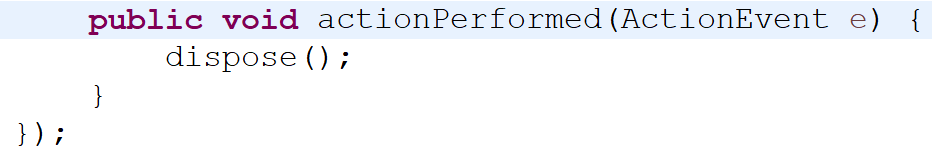 public void actionPerformed(ActionEvent e) {
dispose();
}
});